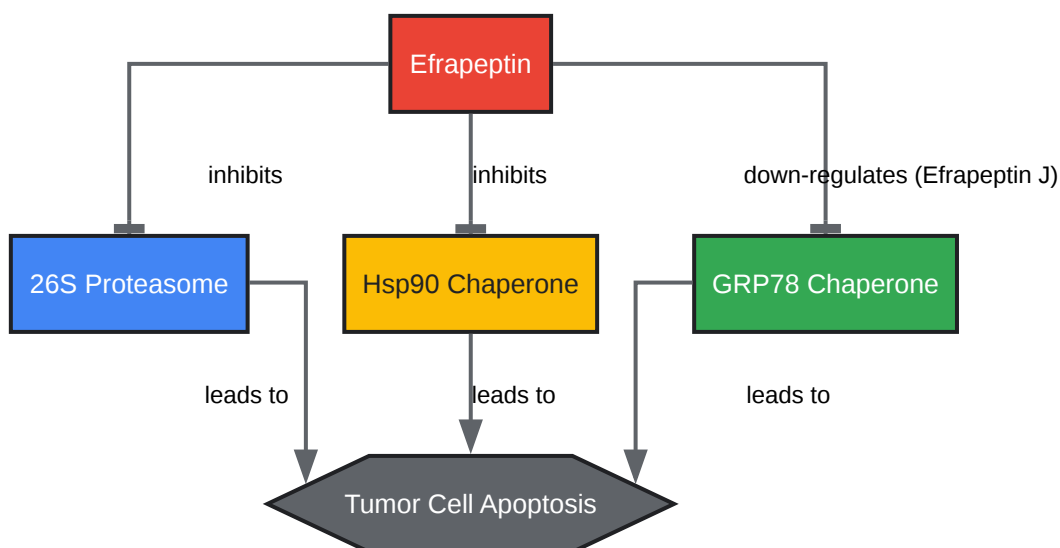 Efrapeptin
inhibits
inhibits
down-regulates (Efrapeptin J)
26S Proteasome
Hsp90 Chaperone
GRP78 Chaperone
leads to
leads to
leads to
Tumor Cell Apoptosis